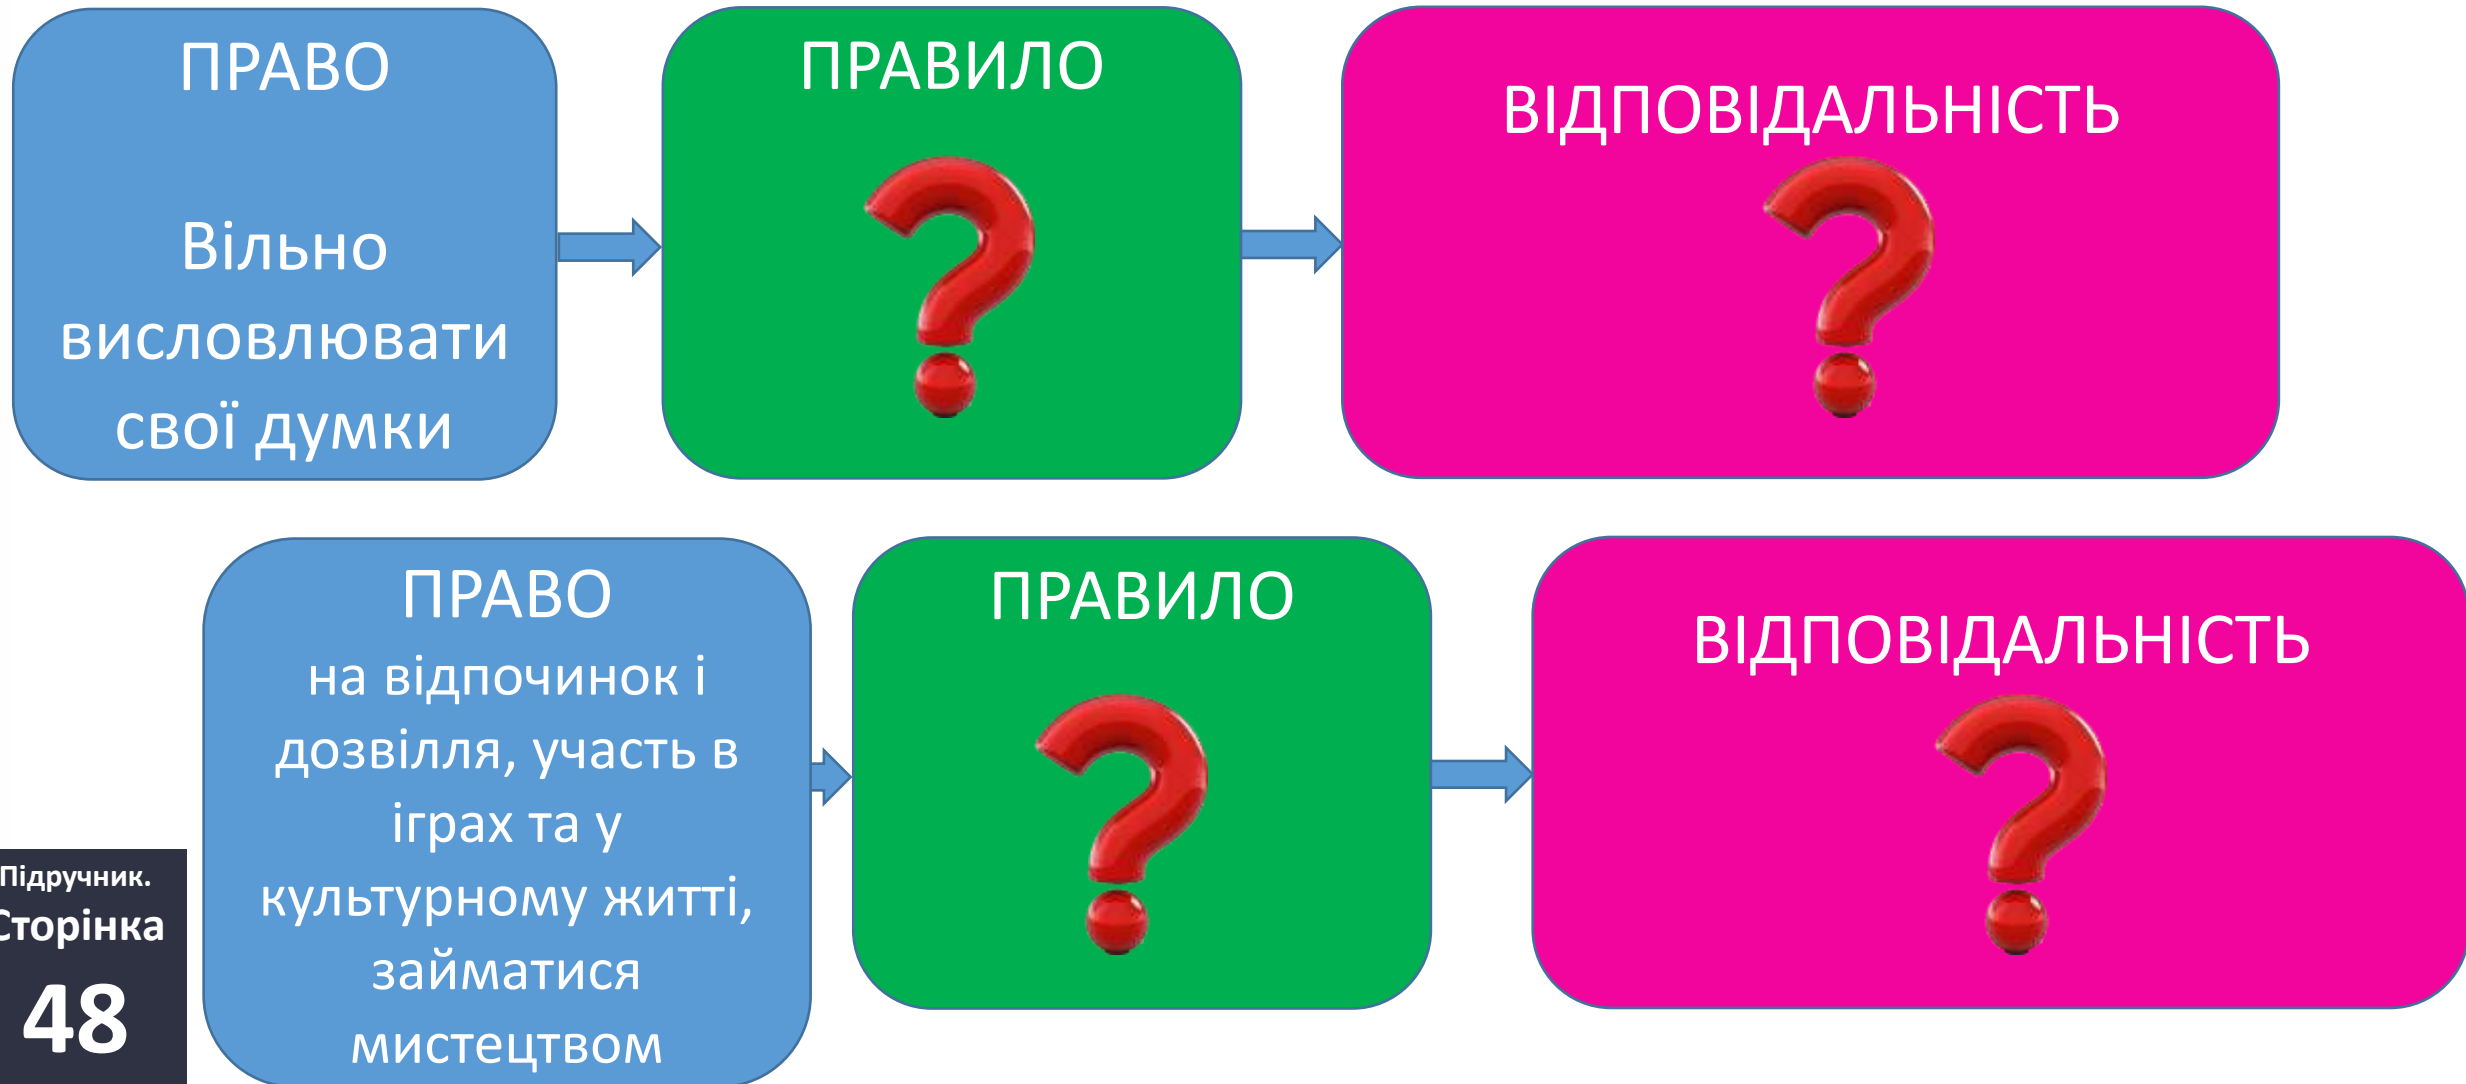 ПРАВО
Вільно
висловлювати
свої думки
ПРАВИЛО
ВІДПОВІДАЛЬНІСТЬ
ПРАВО
на відпочинок і
дозвілля, участь в
іграх та у
культурному житті,
займатися
мистецтвом
ПРАВИЛО
ВІДПОВІДАЛЬНІСТЬ
Підручник.
Сторінка
48